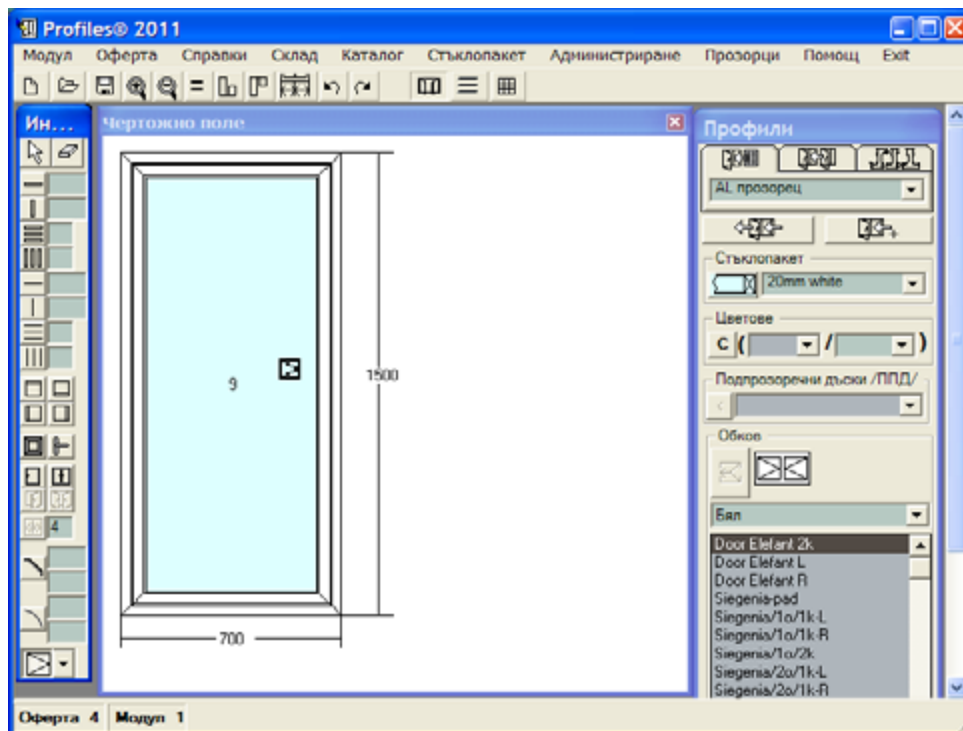 Profiles® 2011
Модул Оферта Справки Склад Каталог Стъклопакет Администриране Прозорци Помощ Exit
Ин...
Чертожно поле
Профили
AL прозорец
Стъклопакет
20mm white
Цветове
C ( / )
Подпрозоречни дъски /ППД/
<
Обков
Бял
Door Elefant 2k
Door Elefant L
Door Elefant R
Siegenia-pad
Siegenia/1o/1k-L
Siegenia/1o/1k-R
Siegenia/1o/2k
Siegenia/2o/1k-L
Siegenia/2o/1k-R
9
1500
700
4
Оферта 4 Модул 1